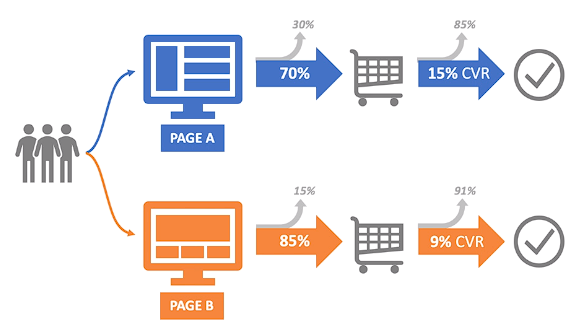 30%
85%
70%
15% CVR
PAGE A
15%
91%
85%
9% CVR
PAGE B